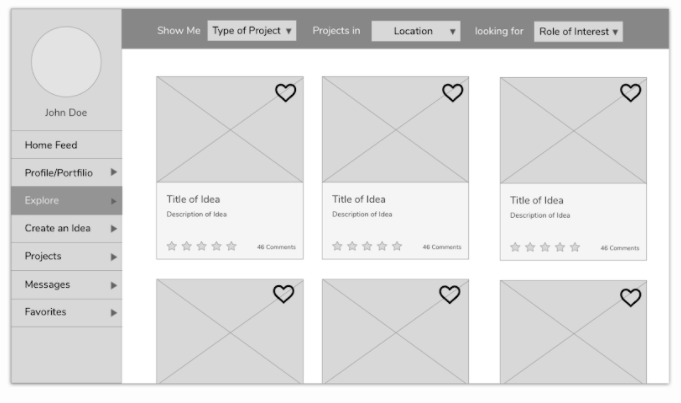 Show Me Type of Project Projects in Location looking for Role of Interest
John Doe
Home Feed
Profile/Portfilio
Explore
Create an Idea
Projects
Messages
Favorites
Title of Idea
Description of Idea
46 Comments
Title of Idea
Description of Idea
46 Comments
Title of Idea
Description of Idea
46 Comments